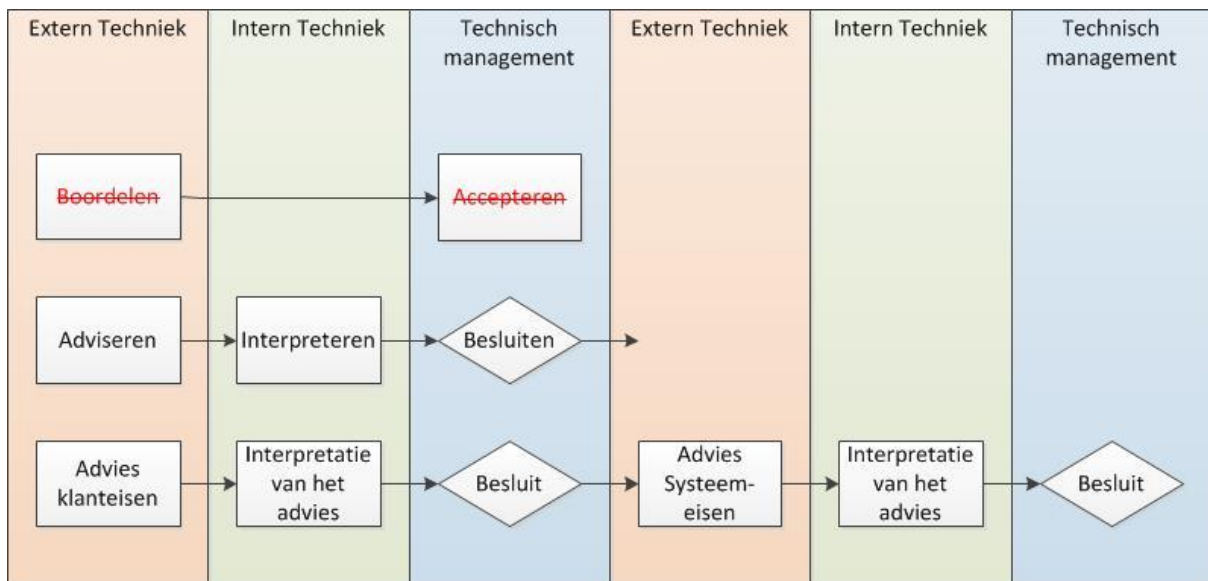 Extern Techniek
Intern Techniek
Technisch
management
Extern Techniek
Intern Techniek
Technisch
management
Boordelen
Accepteren
Adviseren
Interpreteren
Besluiten
Advies
klanteisen
Interpretatie
van het
advies
Besluit
Advies
Systeem-
eisen
Interpretatie
van het
advies
Besluit